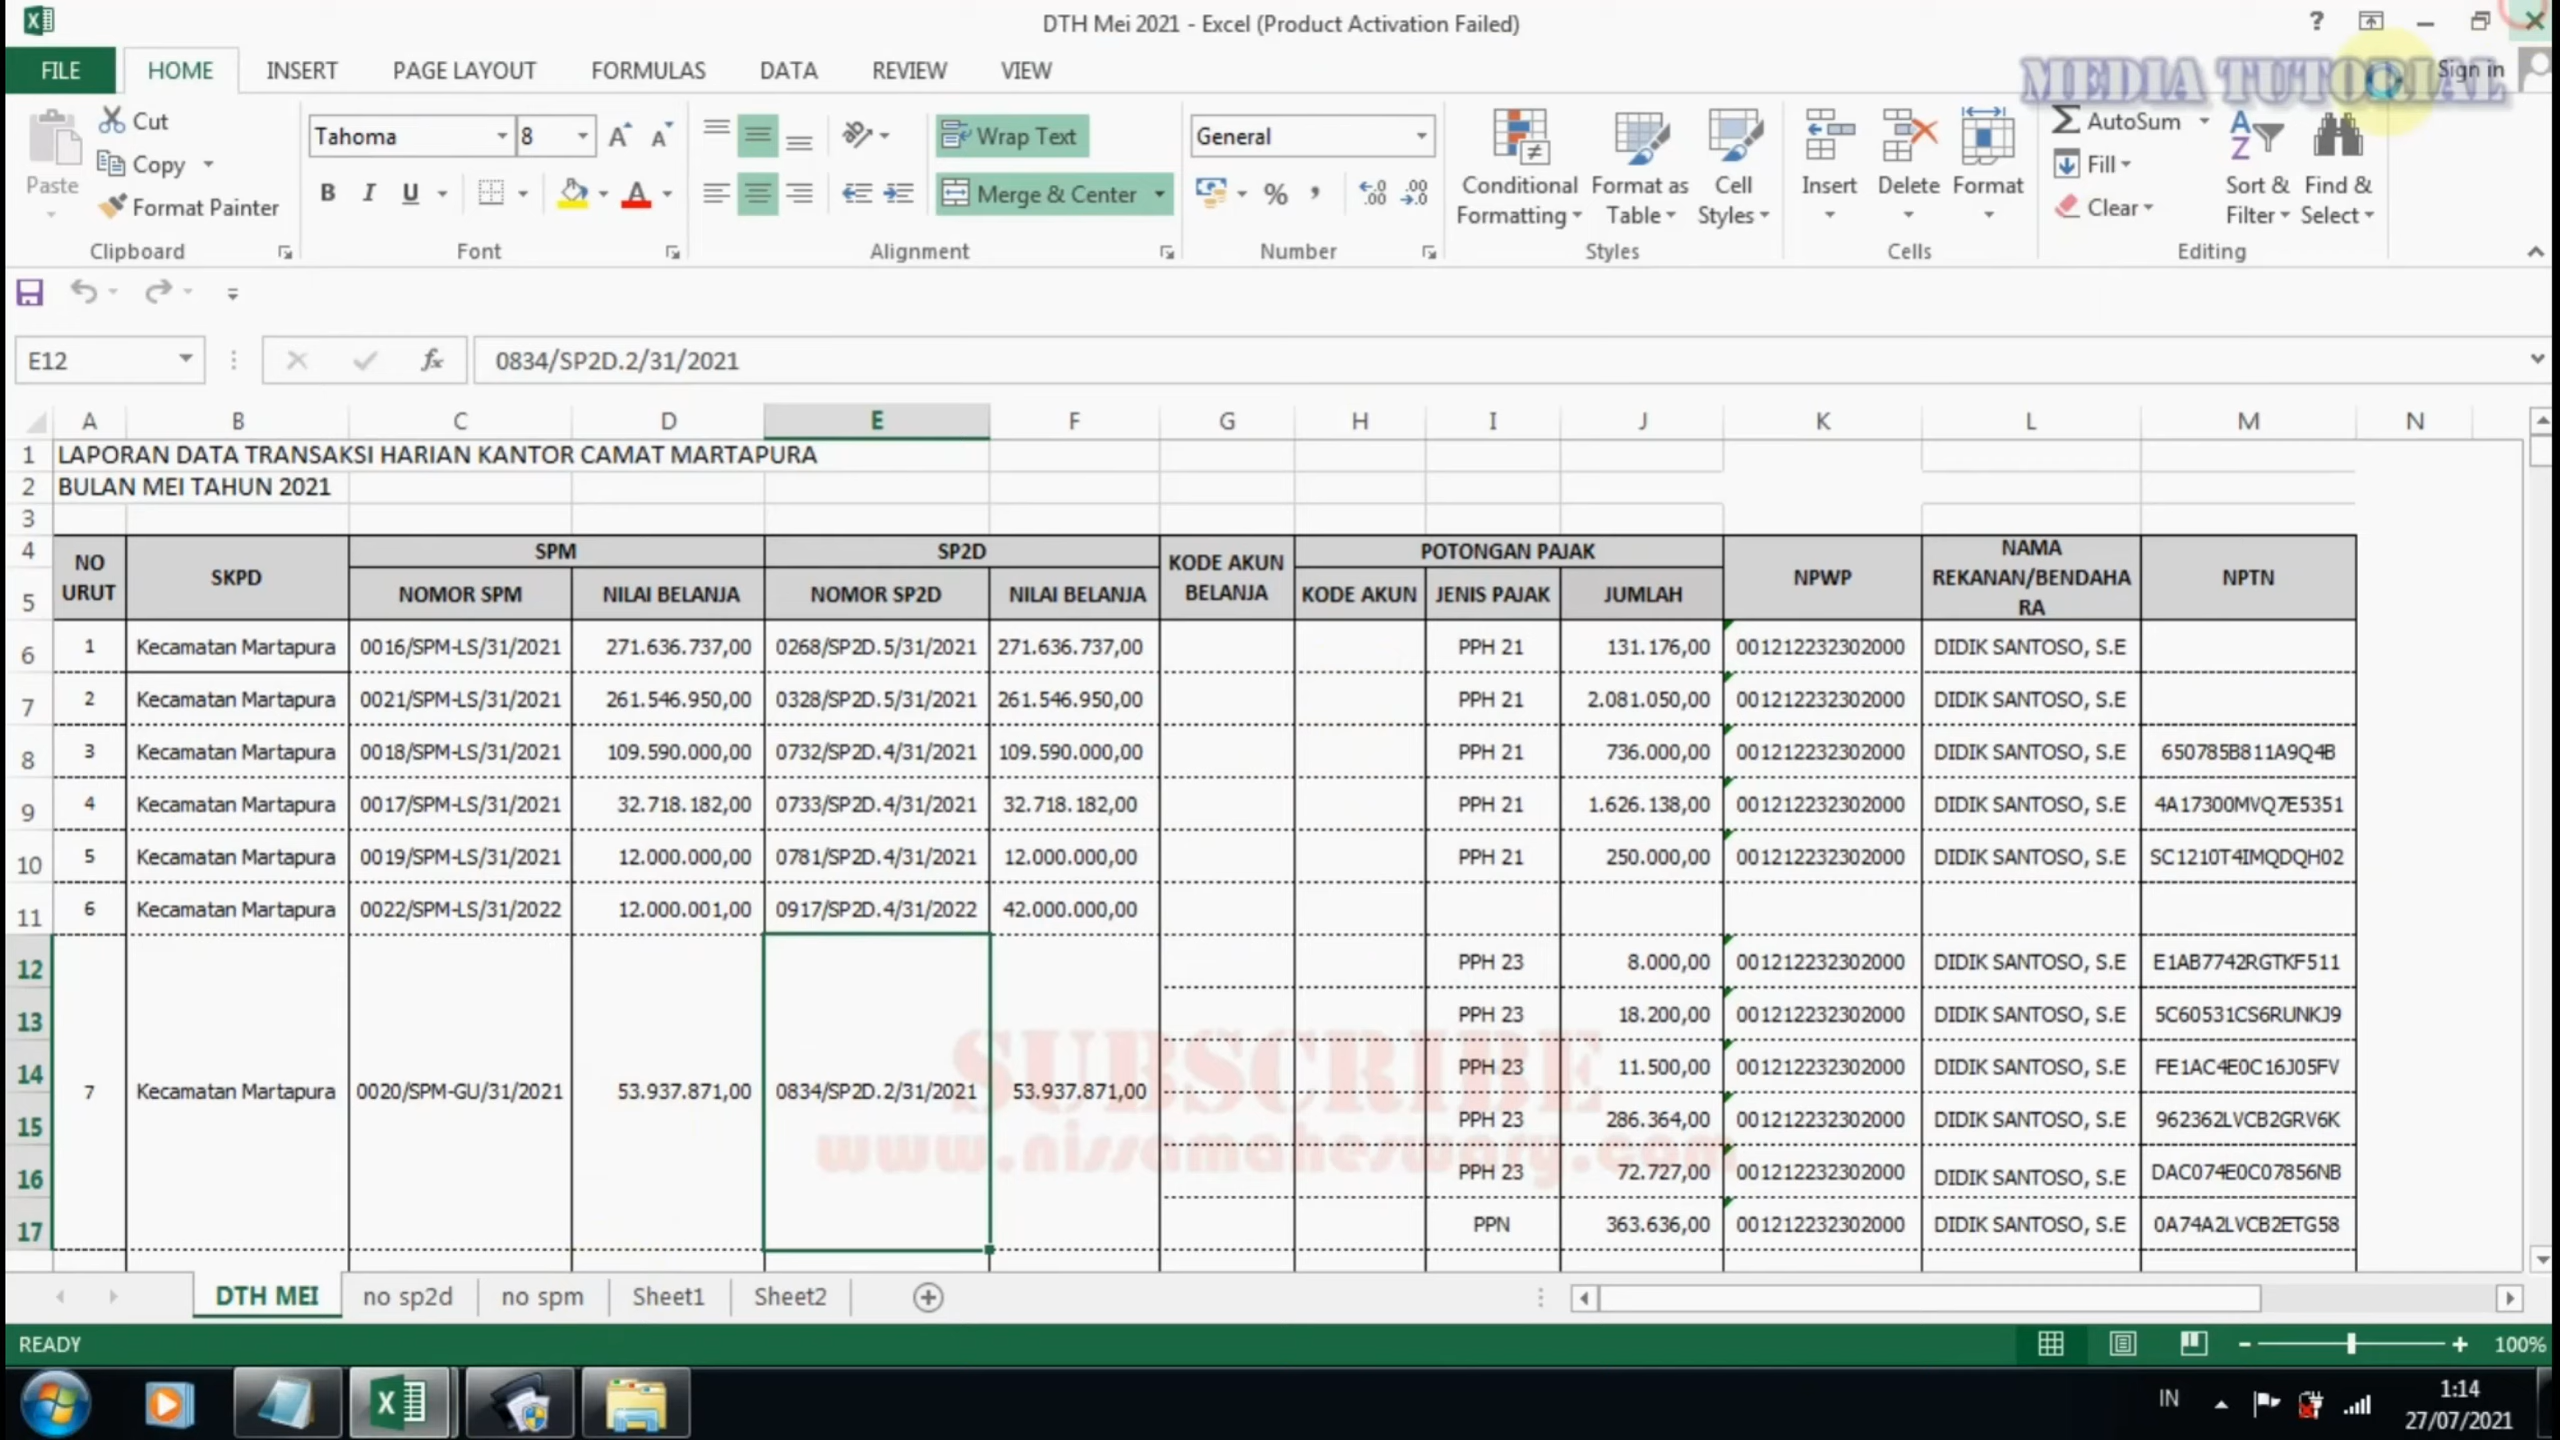 DTH Mei 2021 - Excel (Product Activation Failed)
FILE HOME INSERT PAGE LAYOUT FORMULAS DATA REVIEW VIEW Sign in
MEDIA TUTORIAL
Paste Cut Copy Format Painter Clipboard
Tahoma 8 B I U Font
Wrap Text Merge & Center Alignment
General % Number
Conditional Formatting Format as Table Cell Styles Styles
Insert Delete Format Cells
AutoSum Fill Clear Sort & Filter Find & Select Editing
E12 fx 0834/SP2D.2/31/2021
A B C D E F G H I J K L M N
1 LAPORAN DATA TRANSAKSI HARIAN KANTOR CAMAT MARTAPURA
2 BULAN MEI TAHUN 2021
3
4 NO URUT SKPD SPM SP2D KODE AKUN BELANJA POTONGAN PAJAK NPWP NAMA REKANAN/BENDAHARA NPTN
5 NOMOR SPM NILAI BELANJA NOMOR SP2D NILAI BELANJA KODE AKUN JENIS PAJAK JUMLAH
6 1 Kecamatan Martapura 0016/SPM-LS/31/2021 271.636.737,00 0268/SP2D.5/31/2021 271.636.737,00 PPH 21 131.176,00 001212232302000 DIDIK SANTOSO, S.E
7 2 Kecamatan Martapura 0021/SPM-LS/31/2021 261.546.950,00 0328/SP2D.5/31/2021 261.546.950,00 PPH 21 2.081.050,00 001212232302000 DIDIK SANTOSO, S.E
8 3 Kecamatan Martapura 0018/SPM-LS/31/2021 109.590.000,00 0732/SP2D.4/31/2021 109.590.000,00 PPH 21 736.000,00 001212232302000 DIDIK SANTOSO, S.E 650785B811A9Q4B
9 4 Kecamatan Martapura 0017/SPM-LS/31/2021 32.718.182,00 0733/SP2D.4/31/2021 32.718.182,00 PPH 21 1.626.138,00 001212232302000 DIDIK SANTOSO, S.E 4A17300MVQ7E5351
10 5 Kecamatan Martapura 0019/SPM-LS/31/2021 12.000.000,00 0781/SP2D.4/31/2021 12.000.000,00 PPH 21 250.000,00 001212232302000 DIDIK SANTOSO, S.E SC1210T4IMQDQH02
11 6 Kecamatan Martapura 0022/SPM-LS/31/2022 12.000.001,00 0917/SP2D.4/31/2022 42.000.000,00
12 PPH 23 8.000,00 001212232302000 DIDIK SANTOSO, S.E E1AB7742RGTKF511
13 PPH 23 18.200,00 001212232302000 DIDIK SANTOSO, S.E 5C60531CS6RUNKJ9
14 PPH 23 11.500,00 001212232302000 DIDIK SANTOSO, S.E FE1AC4E0C16J05FV
7 Kecamatan Martapura 0020/SPM-GU/31/2021 53.937.871,00 0834/SP2D.2/31/2021 53.937.871,00
15 PPH 23 286.364,00 001212232302000 DIDIK SANTOSO, S.E 962362LVCB2GRV6K
16 PPH 23 72.727,00 001212232302000 DIDIK SANTOSO, S.E DAC074E0C07856NB
17 PPN 363.636,00 001212232302000 DIDIK SANTOSO, S.E 0A74A2LVCB2ETG58
SUBSCRIBE
www.nissamaheswary.com
DTH MEI no sp2d no spm Sheet1 Sheet2
READY 100%
IN 1:14
27/07/2021